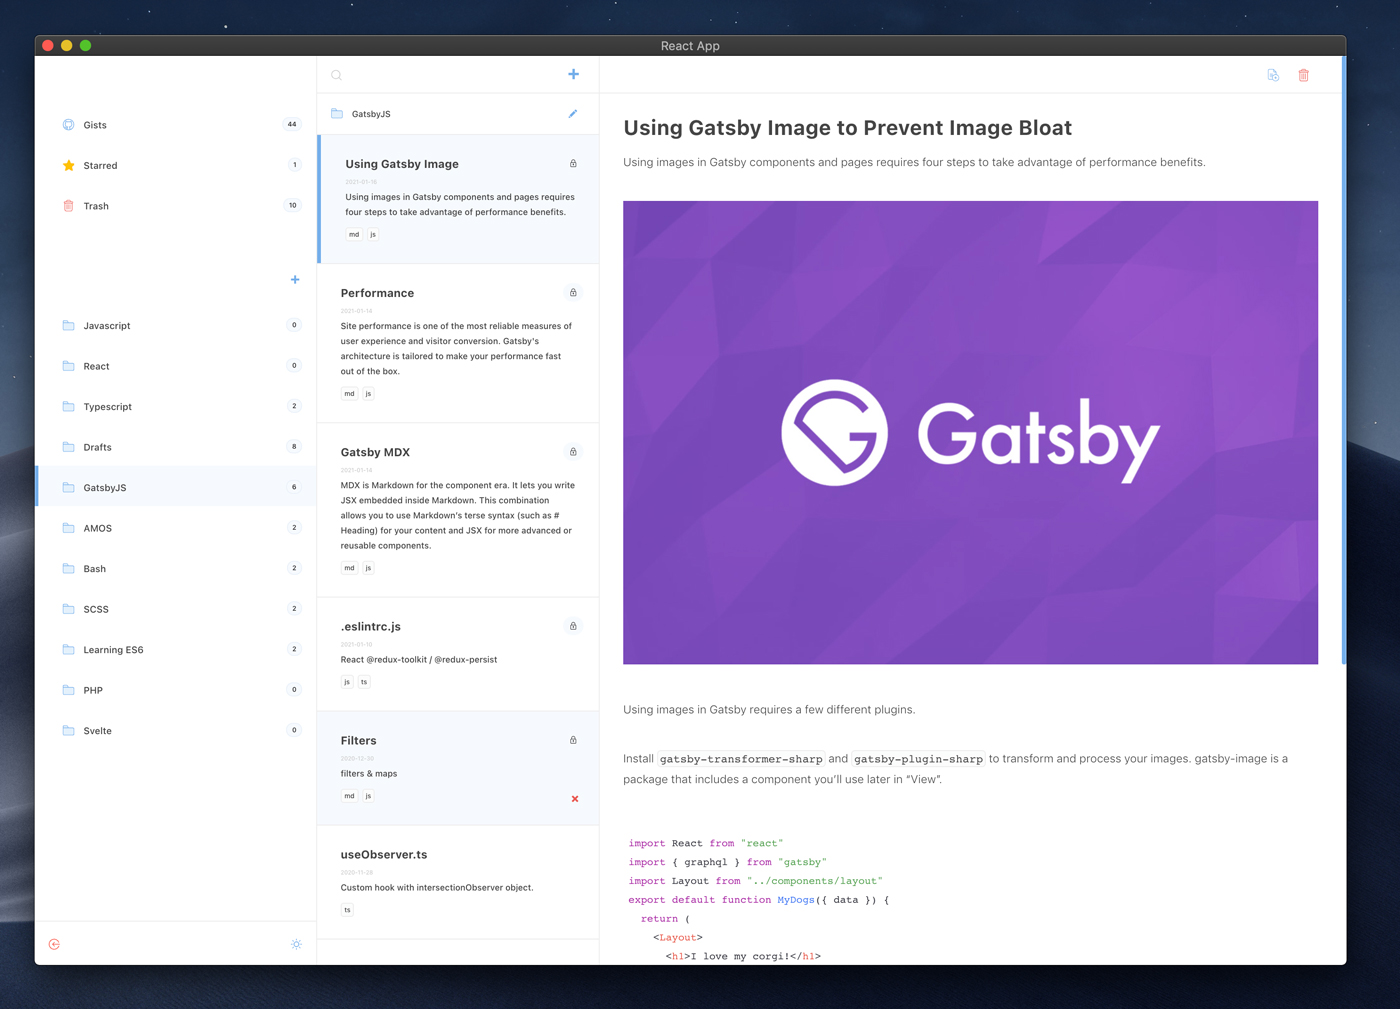 React App
Gists 44
Starred 1
Trash 10
Javascript 0
React 0
Typescript 2
Drafts 8
GatsbyJS 6
AMOS 2
Bash 2
SCSS 2
Learning ES6 2
PHP 0
Svelte 0
GatsbyJS
Using Gatsby Image
2021-01-16
Using images in Gatsby components and pages requires
four steps to take advantage of performance benefits.
md js
Performance
2021-01-14
Site performance is one of the most reliable measures of
user experience and visitor conversion. Gatsby's
architecture is tailored to make your performance fast
out of the box.
md js
Gatsby MDX
2021-01-14
MDX is Markdown for the component era. It lets you write
JSX embedded inside Markdown. This combination
allows you to use Markdown's terse syntax (such as #
Heading) for your content and JSX for more advanced or
reusable components.
md js
.eslintrc.js
2021-01-10
React @redux-toolkit / @redux-persist
js ts
Filters
2020-12-30
filters & maps
md js
useObserver.ts
2020-11-28
Custom hook with intersectionObserver object.
ts
Using Gatsby Image to Prevent Image Bloat
Using images in Gatsby components and pages requires four steps to take advantage of performance benefits.
Gatsby
Using images in Gatsby requires a few different plugins.
Install gatsby-transformer-sharp and gatsby-plugin-sharp to transform and process your images. gatsby-image is a
package that includes a component you’ll use later in “View”.
import React from "react"
import { graphql } from "gatsby"
import Layout from "../components/layout"
export default function MyDogs({ data }) {
return (
<Layout>
<h1>I love my corgi!</h1>